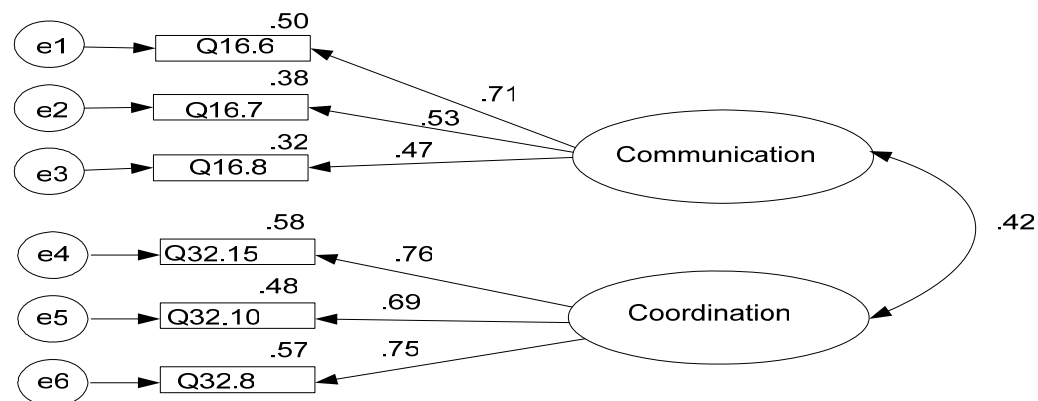 .50
e1
Q16.6
.71
.38
e2
Q16.7
.53
.32
e3
Q16.8
.47
Communication
.42
.58
e4
Q32.15
.76
.48
e5
Q32.10
.69
Coordination
.57
e6
Q32.8
.75